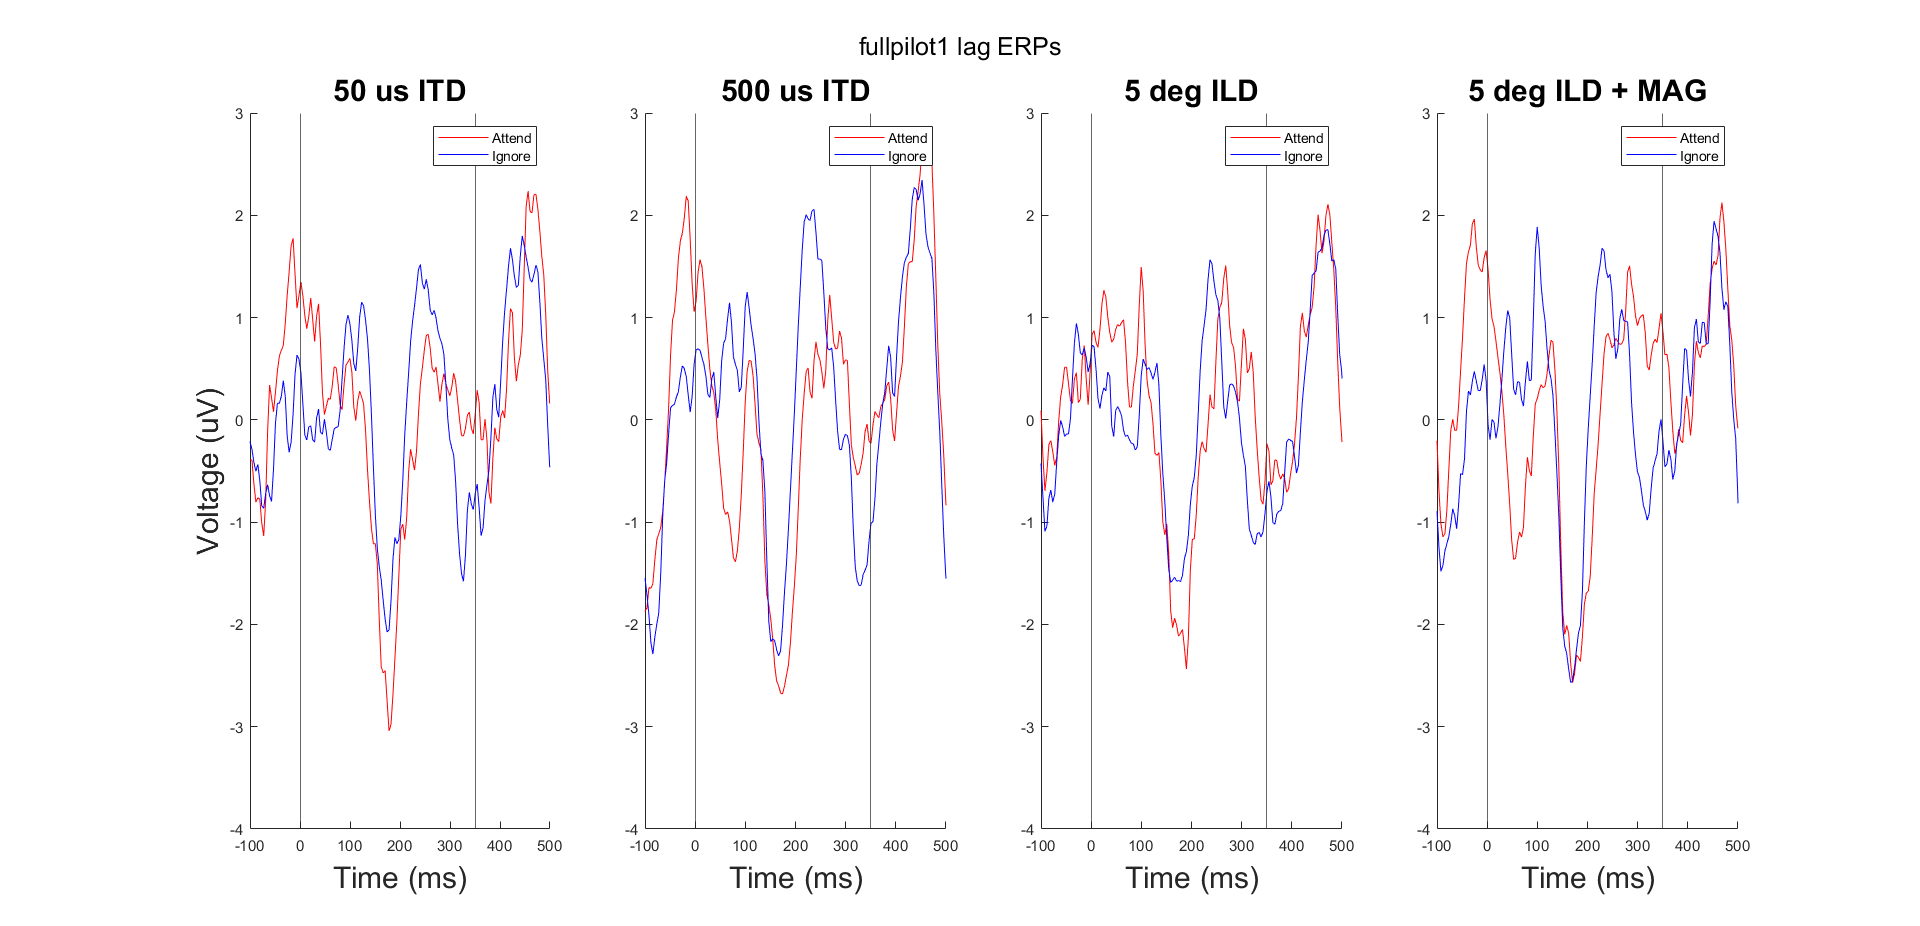 fullpilot1 lag ERPs
50 us ITD
500 us ITD
5 deg ILD
5 deg ILD + MAG
Voltage (uV)
3
2
1
0
-1
-2
-3
-4
Attend
Ignore
-100 0 100 200 300 400 500
Time (ms)
3
2
1
0
-1
-2
-3
-4
Attend
Ignore
-100 0 100 200 300 400 500
Time (ms)
3
2
1
0
-1
-2
-3
-4
Attend
Ignore
-100 0 100 200 300 400 500
Time (ms)
3
2
1
0
-1
-2
-3
-4
Attend
Ignore
-100 0 100 200 300 400 500
Time (ms)